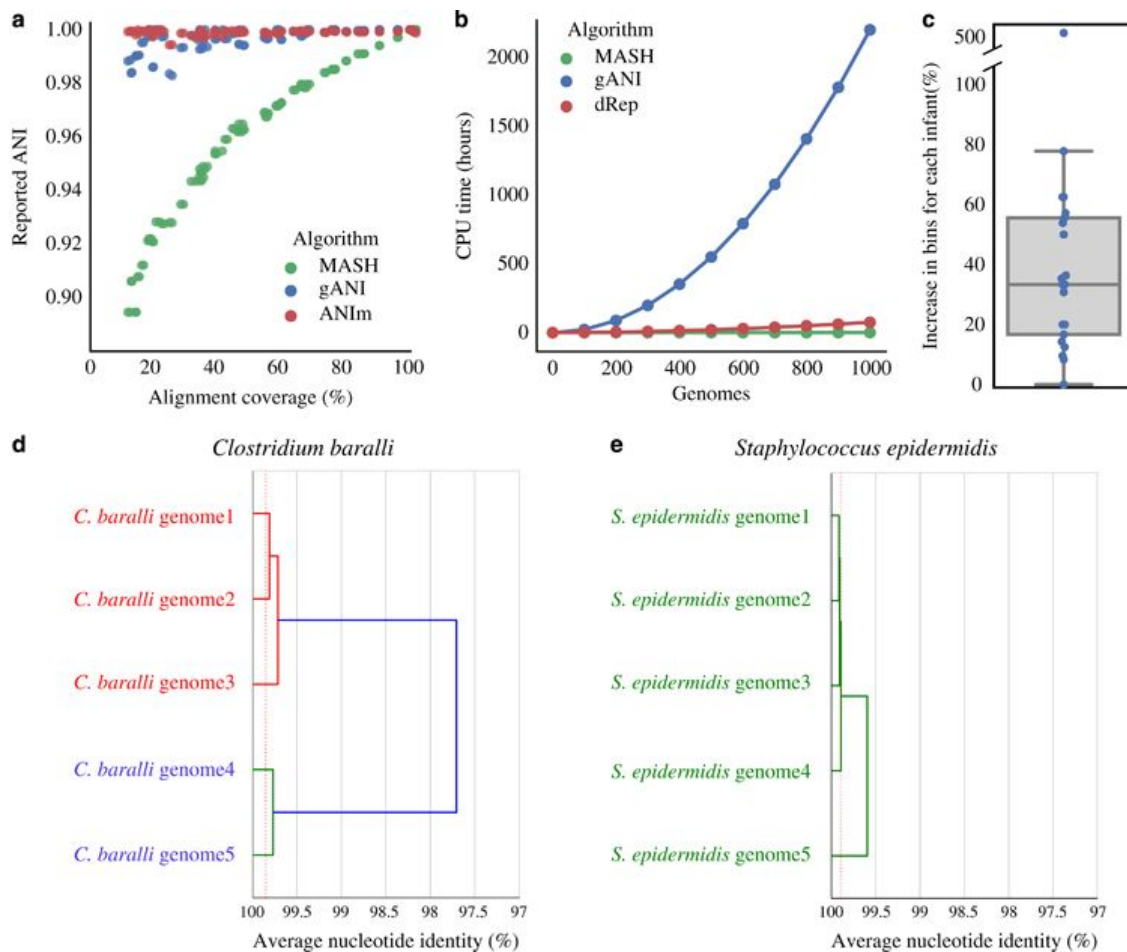 a
Reported ANI
1.00
0.98
0.96
0.94
0.92
0.90
Algorithm
MASH
gANI
ANIm
0 20 40 60 80 100
Alignment coverage (%)
b
CPU time (hours)
2000
1500
1000
500
0
Algorithm
MASH
gANI
dRep
0 200 400 600 800 1000
Genomes
c
Increase in bins for each infant(%)
500
100
80
60
40
20
0
d
Clostridium baralli
C. baralli genome1
C. baralli genome2
C. baralli genome3
C. baralli genome4
C. baralli genome5
100 99.5 99 98.5 98 97.5 97
Average nucleotide identity (%)
e
Staphylococcus epidermidis
S. epidermidis genome1
S. epidermidis genome2
S. epidermidis genome3
S. epidermidis genome4
S. epidermidis genome5
100 99.5 99 98.5 98 97.5 97
Average nucleotide identity (%)